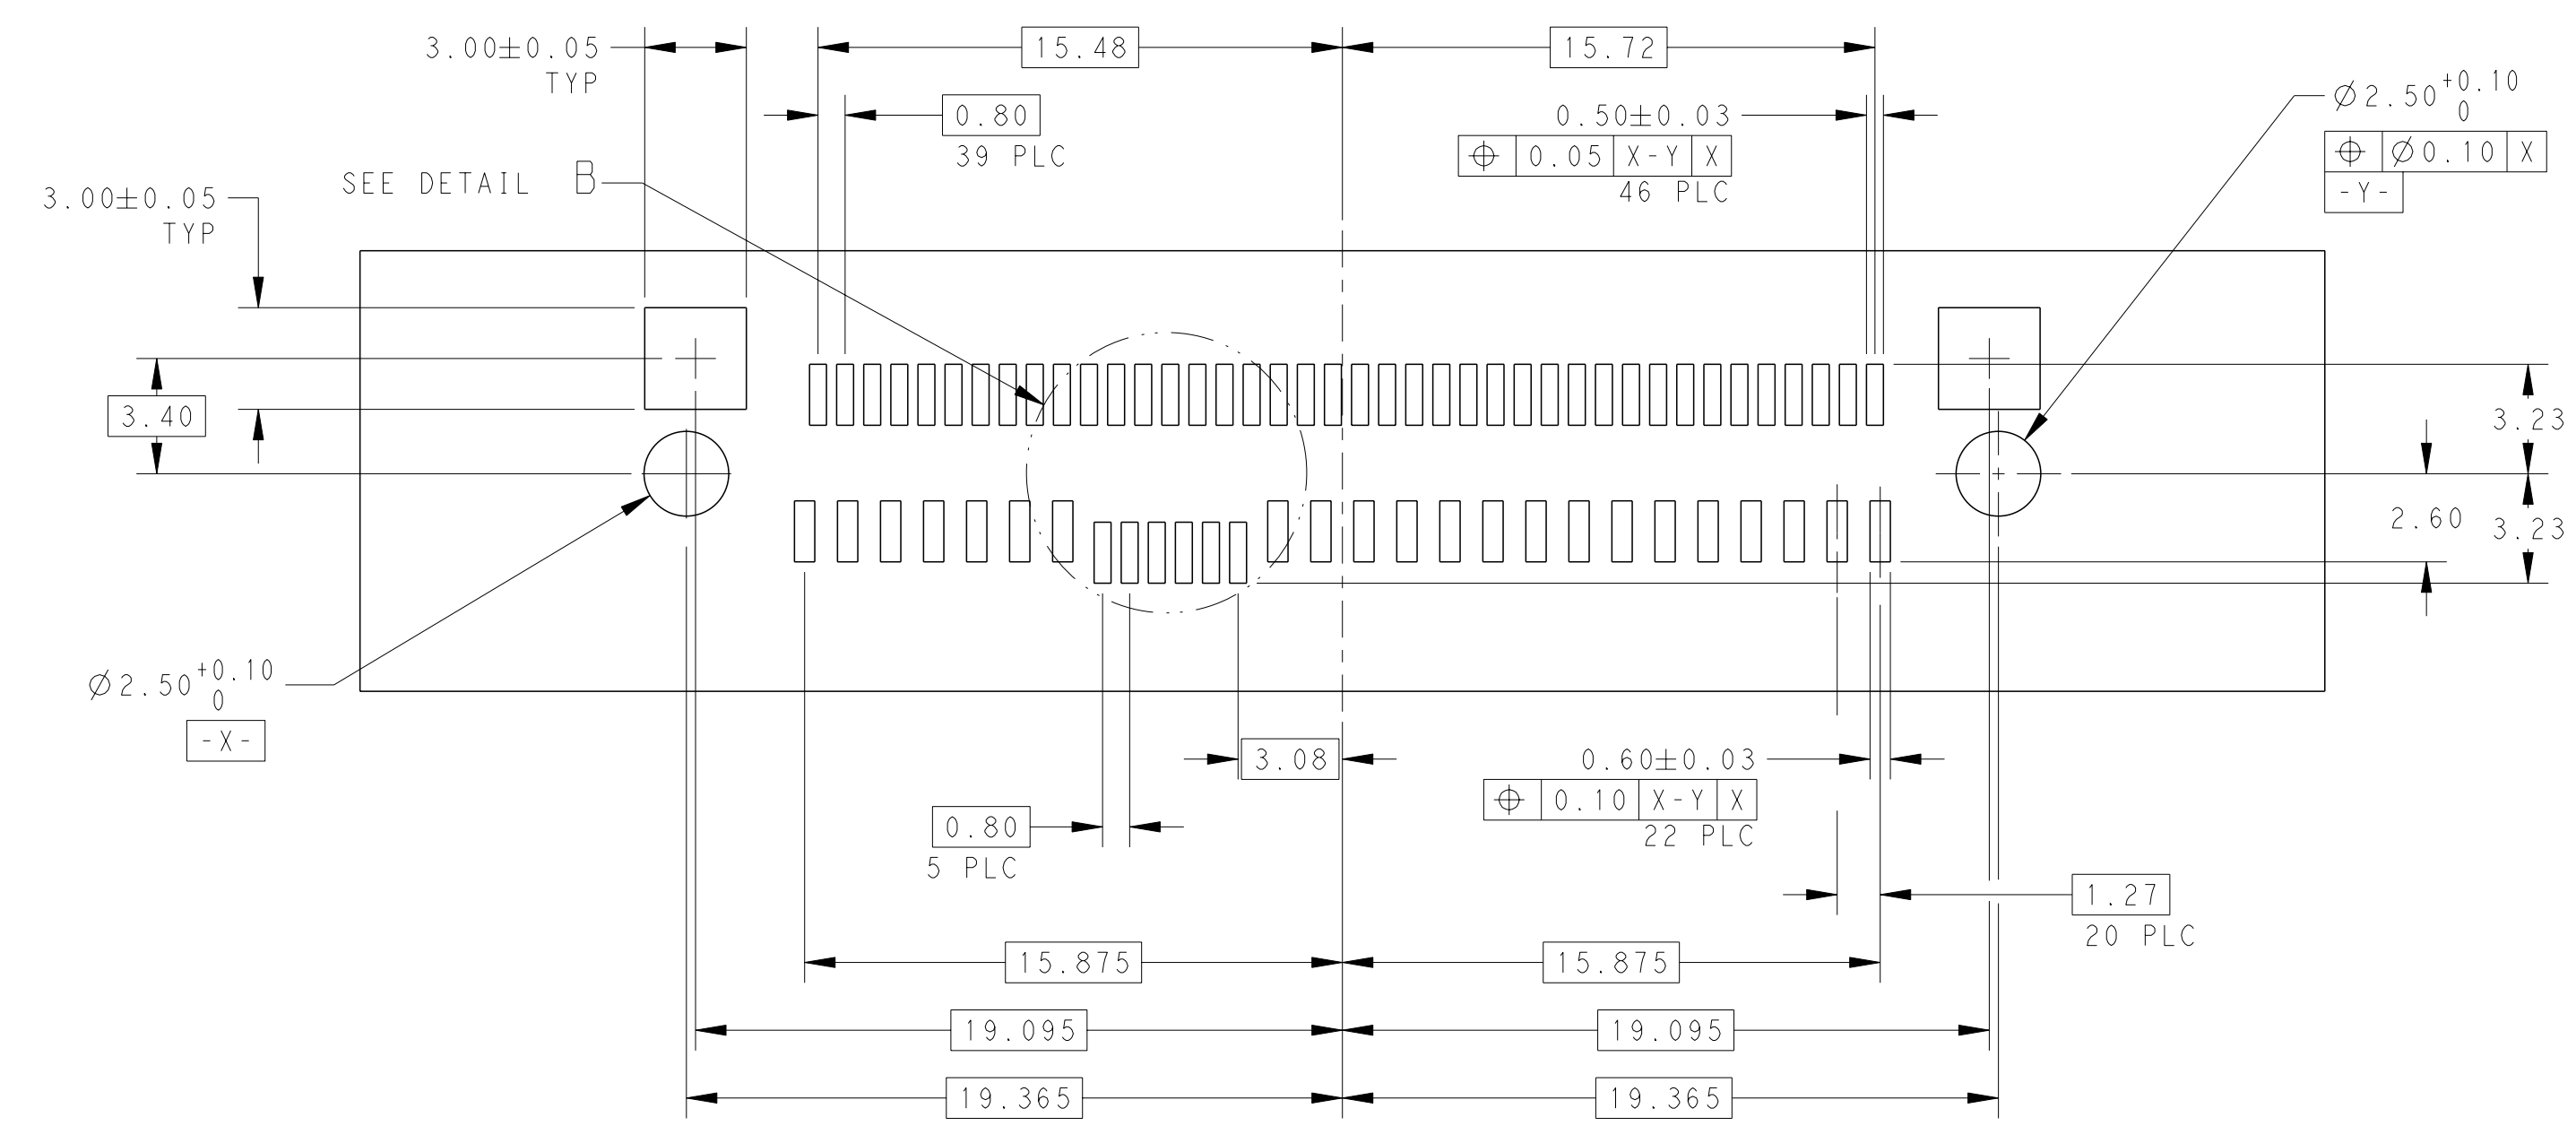 3.00±0.05
TYP
15.48
15.72
0.80
39 PLC
0.50±0.03
⌖ 0.05 X-Y X
46 PLC
Ø2.50 +0.10
0
⌖ Ø0.10 X
-Y-
SEE DETAIL B
3.00±0.05
TYP
3.40
3.23
2.60
3.23
Ø2.50 +0.10
0
-X-
3.08
0.60±0.03
⌖ 0.10 X-Y X
22 PLC
0.80
5 PLC
1.27
20 PLC
15.875
15.875
19.095
19.095
19.365
19.365